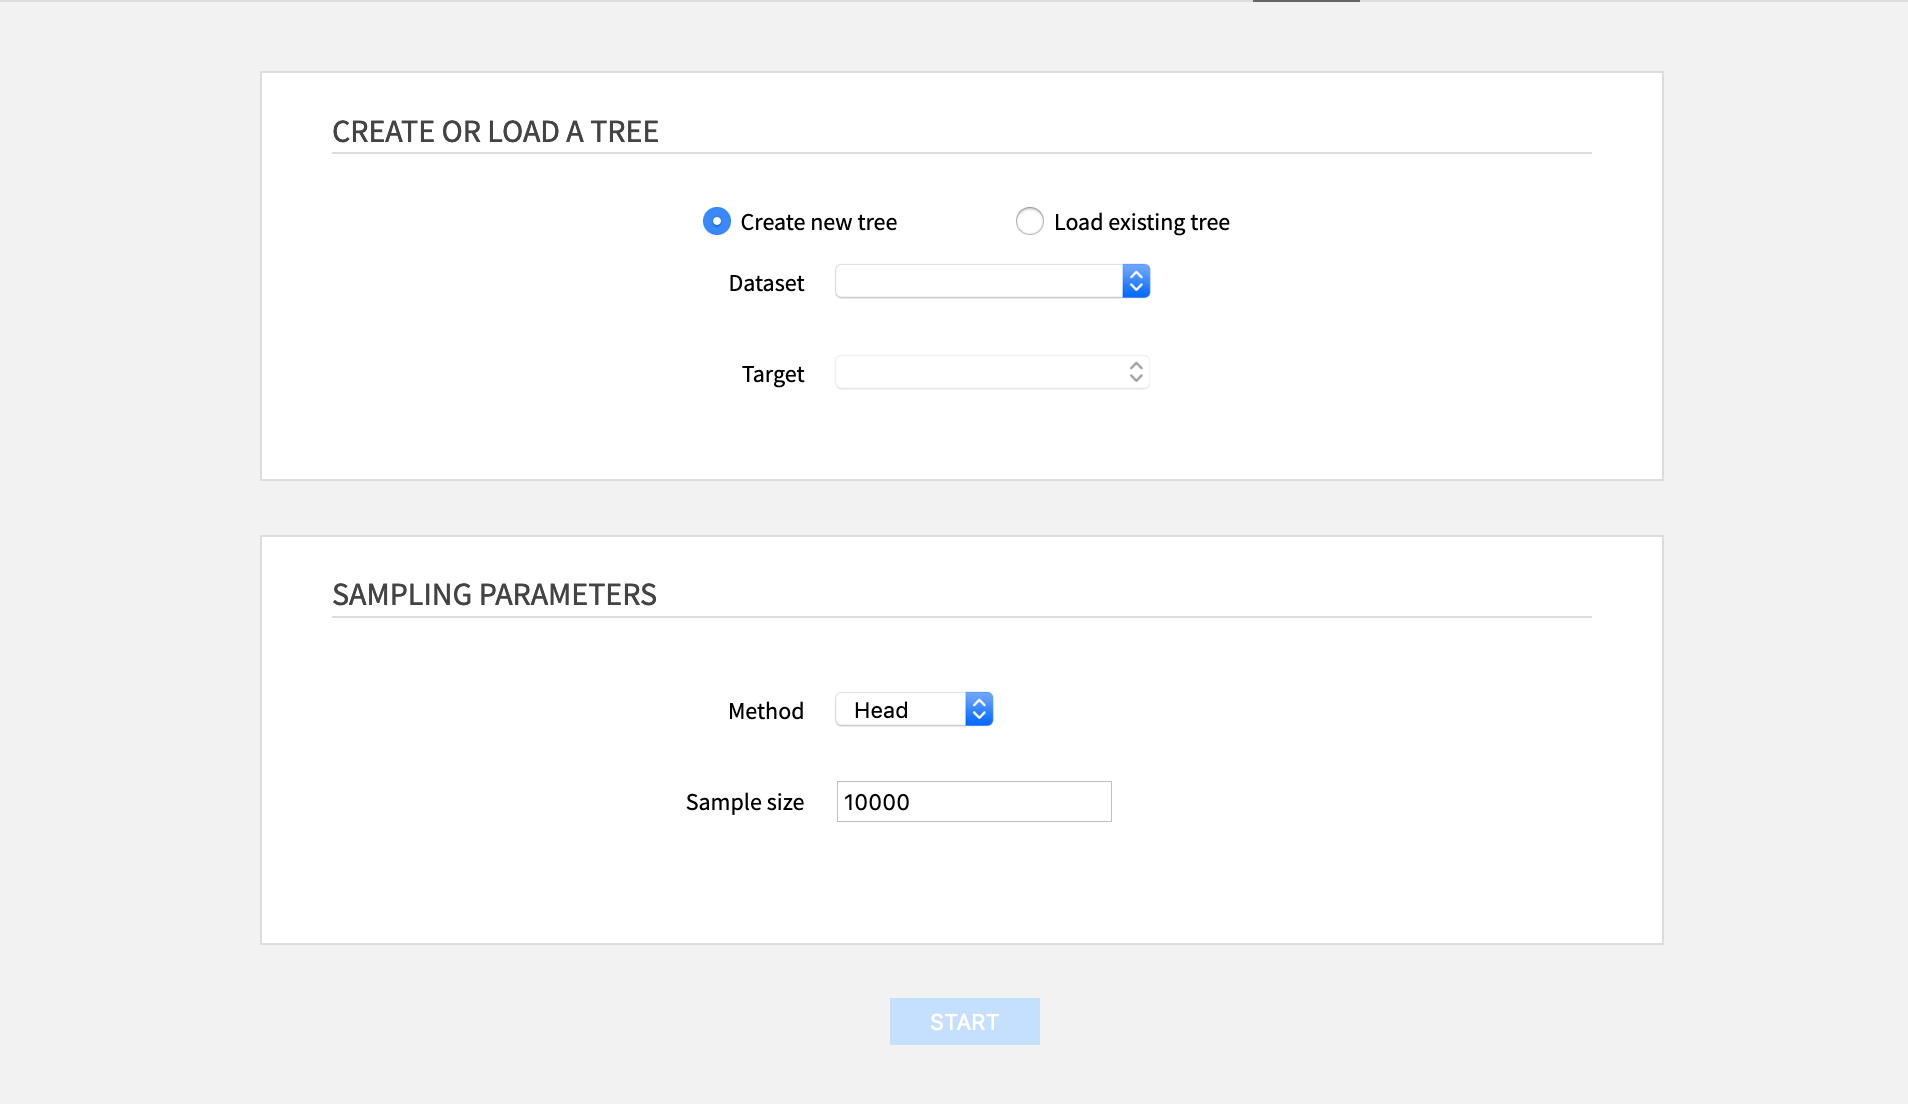 CREATE OR LOAD A TREE
Create new tree Load existing tree
Dataset
Target
SAMPLING PARAMETERS
Method Head
Sample size 10000
START